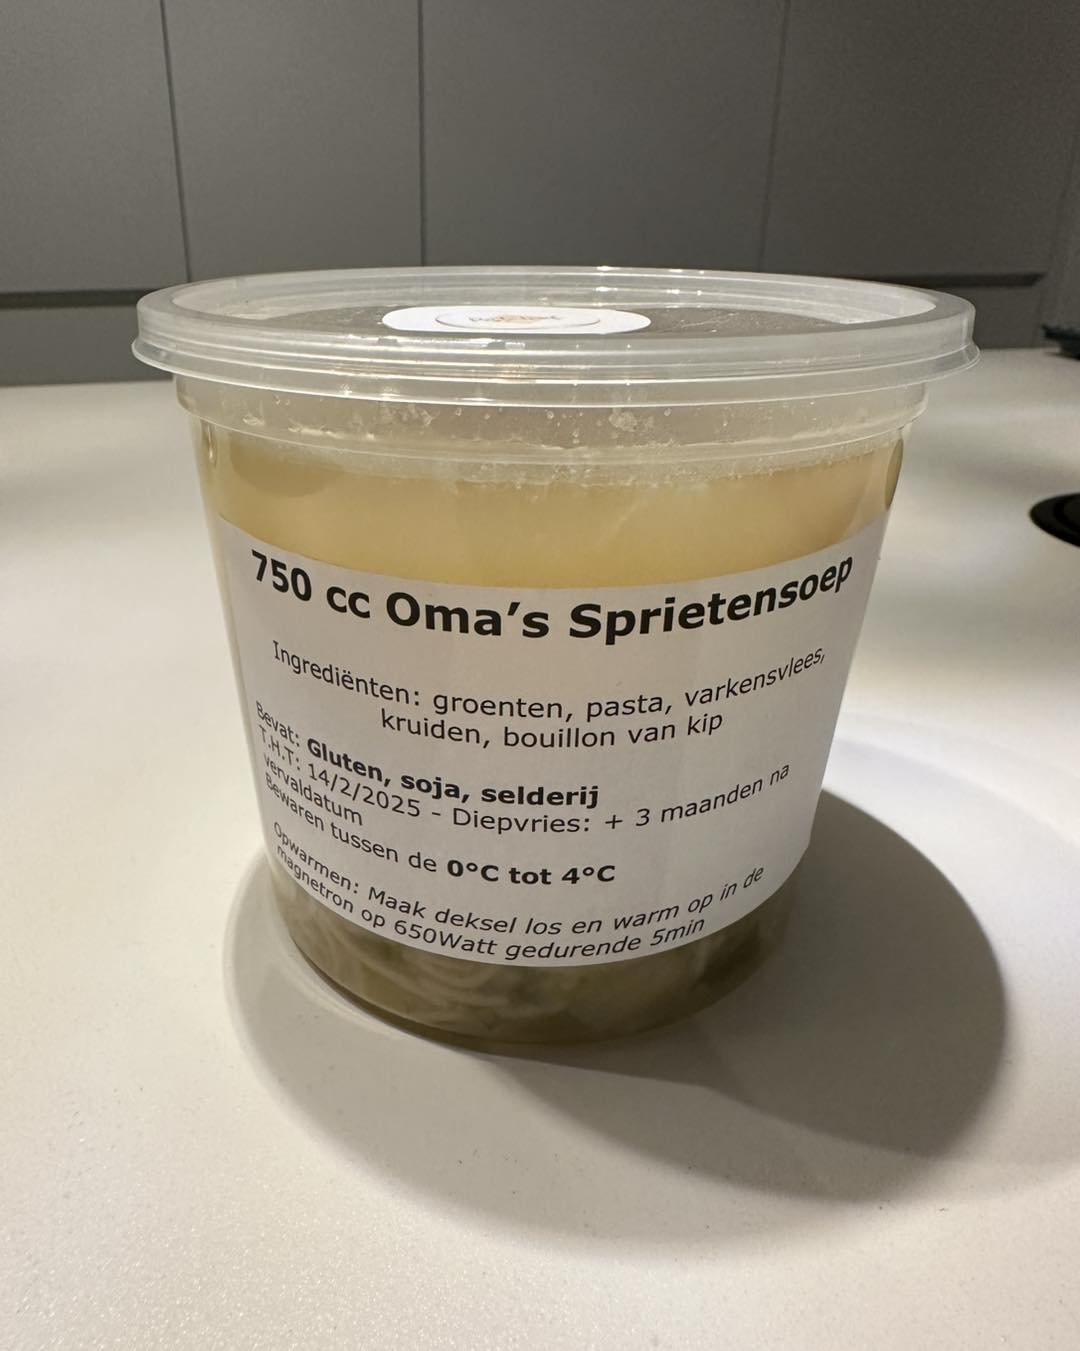 750 cc Oma’s Sprietensoep
Ingrediënten: groenten, pasta, varkensvlees,
kruiden, bouillon van kip
Bevat: Gluten, soja, selderij
T.H.T: 14/2/2025 - Diepvries: + 3 maanden na
vervaldatum
Bewaren tussen de 0°C tot 4°C
Opwarmen: Maak deksel los en warm op in de
magnetron op 650Watt gedurende 5min